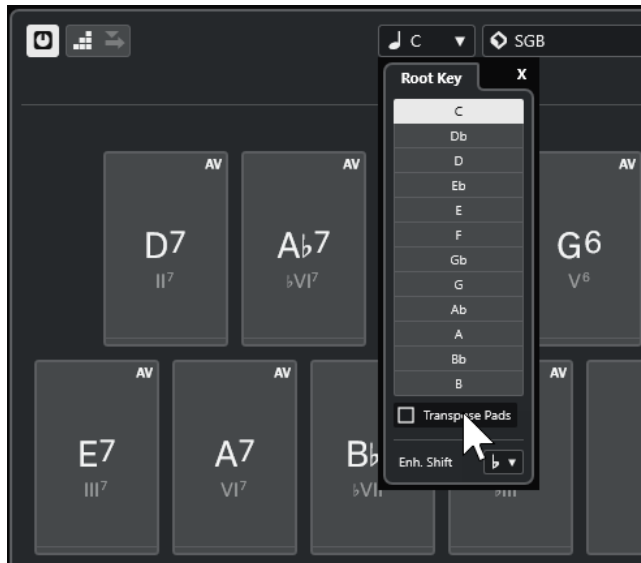 C SGB
Root Key X
C
Db
D
Eb
E
F
Gb
G
Ab
A
Bb
B
Transpose Pads
Enh. Shift ♭
AV
D7
II7
AV
A♭7
♭VI7
AV
G6
V6
AV
E7
III7
AV
A7
VI7
B♭
♭VII
AV
♭III